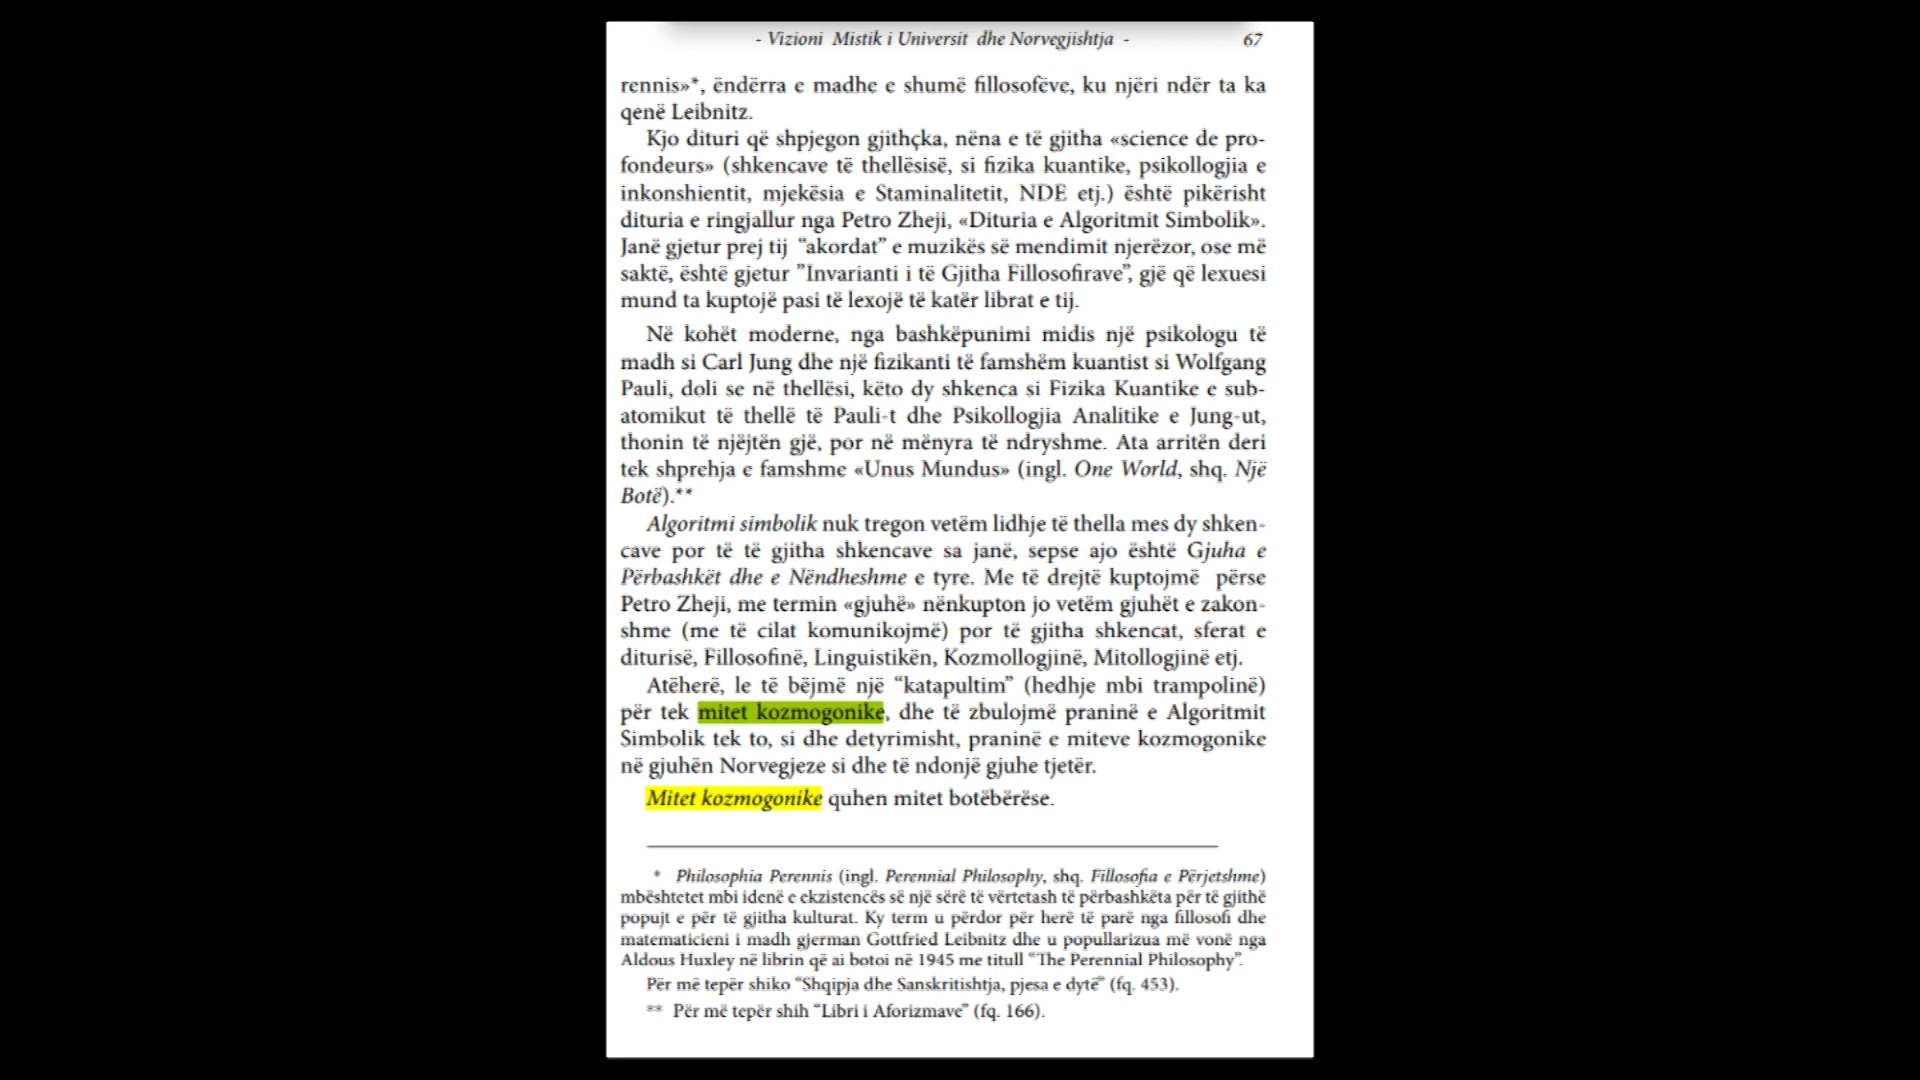 - Vizioni Mistik i Universit dhe Norvegjishtja - 67
rennis»*, ëndërra e madhe e shumë fillosofëve, ku njëri ndër ta ka
qenë Leibnitz.
Kjo dituri që shpjegon gjithçka, nëna e të gjitha «science de pro-
fondeurs» (shkencave të thellësisë, si fizika kuantike, psikollogjia e
inkonshientit, mjekësia e Staminalitetit, NDE etj.) është pikërisht
dituria e ringjallur nga Petro Zheji, «Dituria e Algoritmit Simbolik».
Janë gjetur prej tij “akordat” e muzikës së mendimit njerëzor, ose më
saktë, është gjetur ”Invarianti i të Gjitha Fillosofirave”, gjë që lexuesi
mund ta kuptojë pasi të lexojë të katër librat e tij.
Në kohët moderne, nga bashkëpunimi midis një psikologu të
madh si Carl Jung dhe një fizikanti të famshëm kuantist si Wolfgang
Pauli, doli se në thellësi, këto dy shkenca si Fizika Kuantike e sub-
atomikut të thellë të Pauli-t dhe Psikollogjia Analitike e Jung-ut,
thonin të njëjtën gjë, por në mënyra të ndryshme. Ata arritën deri
tek shprehja e famshme «Unus Mundus» (ingl. One World, shq. Një
Botë).**
Algoritmi simbolik nuk tregon vetëm lidhje të thella mes dy shken-
cave por të të gjitha shkencave sa janë, sepse ajo është Gjuha e
Përbashkët dhe e Nëndheshme e tyre. Me të drejtë kuptojmë përse
Petro Zheji, me termin «gjuhë» nënkupton jo vetëm gjuhët e zakon-
shme (me të cilat komunikojmë) por të gjitha shkencat, sferat e
diturisë, Fillosofinë, Linguistikën, Kozmollogjinë, Mitollogjinë etj.
Atëherë, le të bëjmë një “katapultim” (hedhje mbi trampolinë)
për tek mitet kozmogonike, dhe të zbulojmë praninë e Algoritmit
Simbolik tek to, si dhe detyrimisht, praninë e miteve kozmogonike
në gjuhën Norvegjeze si dhe të ndonjë gjuhe tjetër.
Mitet kozmogonike quhen mitet botëbërëse.
* Philosophia Perennis (ingl. Perennial Philosophy, shq. Fillosofia e Përjetshme)
mbështetet mbi idenë e ekzistencës së një sërë të vërtetash të përbashkëta për të gjithë
popujt e për të gjitha kulturat. Ky term u përdor për herë të parë nga fillosofi dhe
matematicieni i madh gjerman Gottfried Leibnitz dhe u popullarizua më vonë nga
Aldous Huxley në librin që ai botoi në 1945 me titull “The Perennial Philosophy”.
Për më tepër shiko “Shqipja dhe Sanskritishtja, pjesa e dytë” (fq. 453).
** Për më tepër shih “Libri i Aforizmave” (fq. 166).